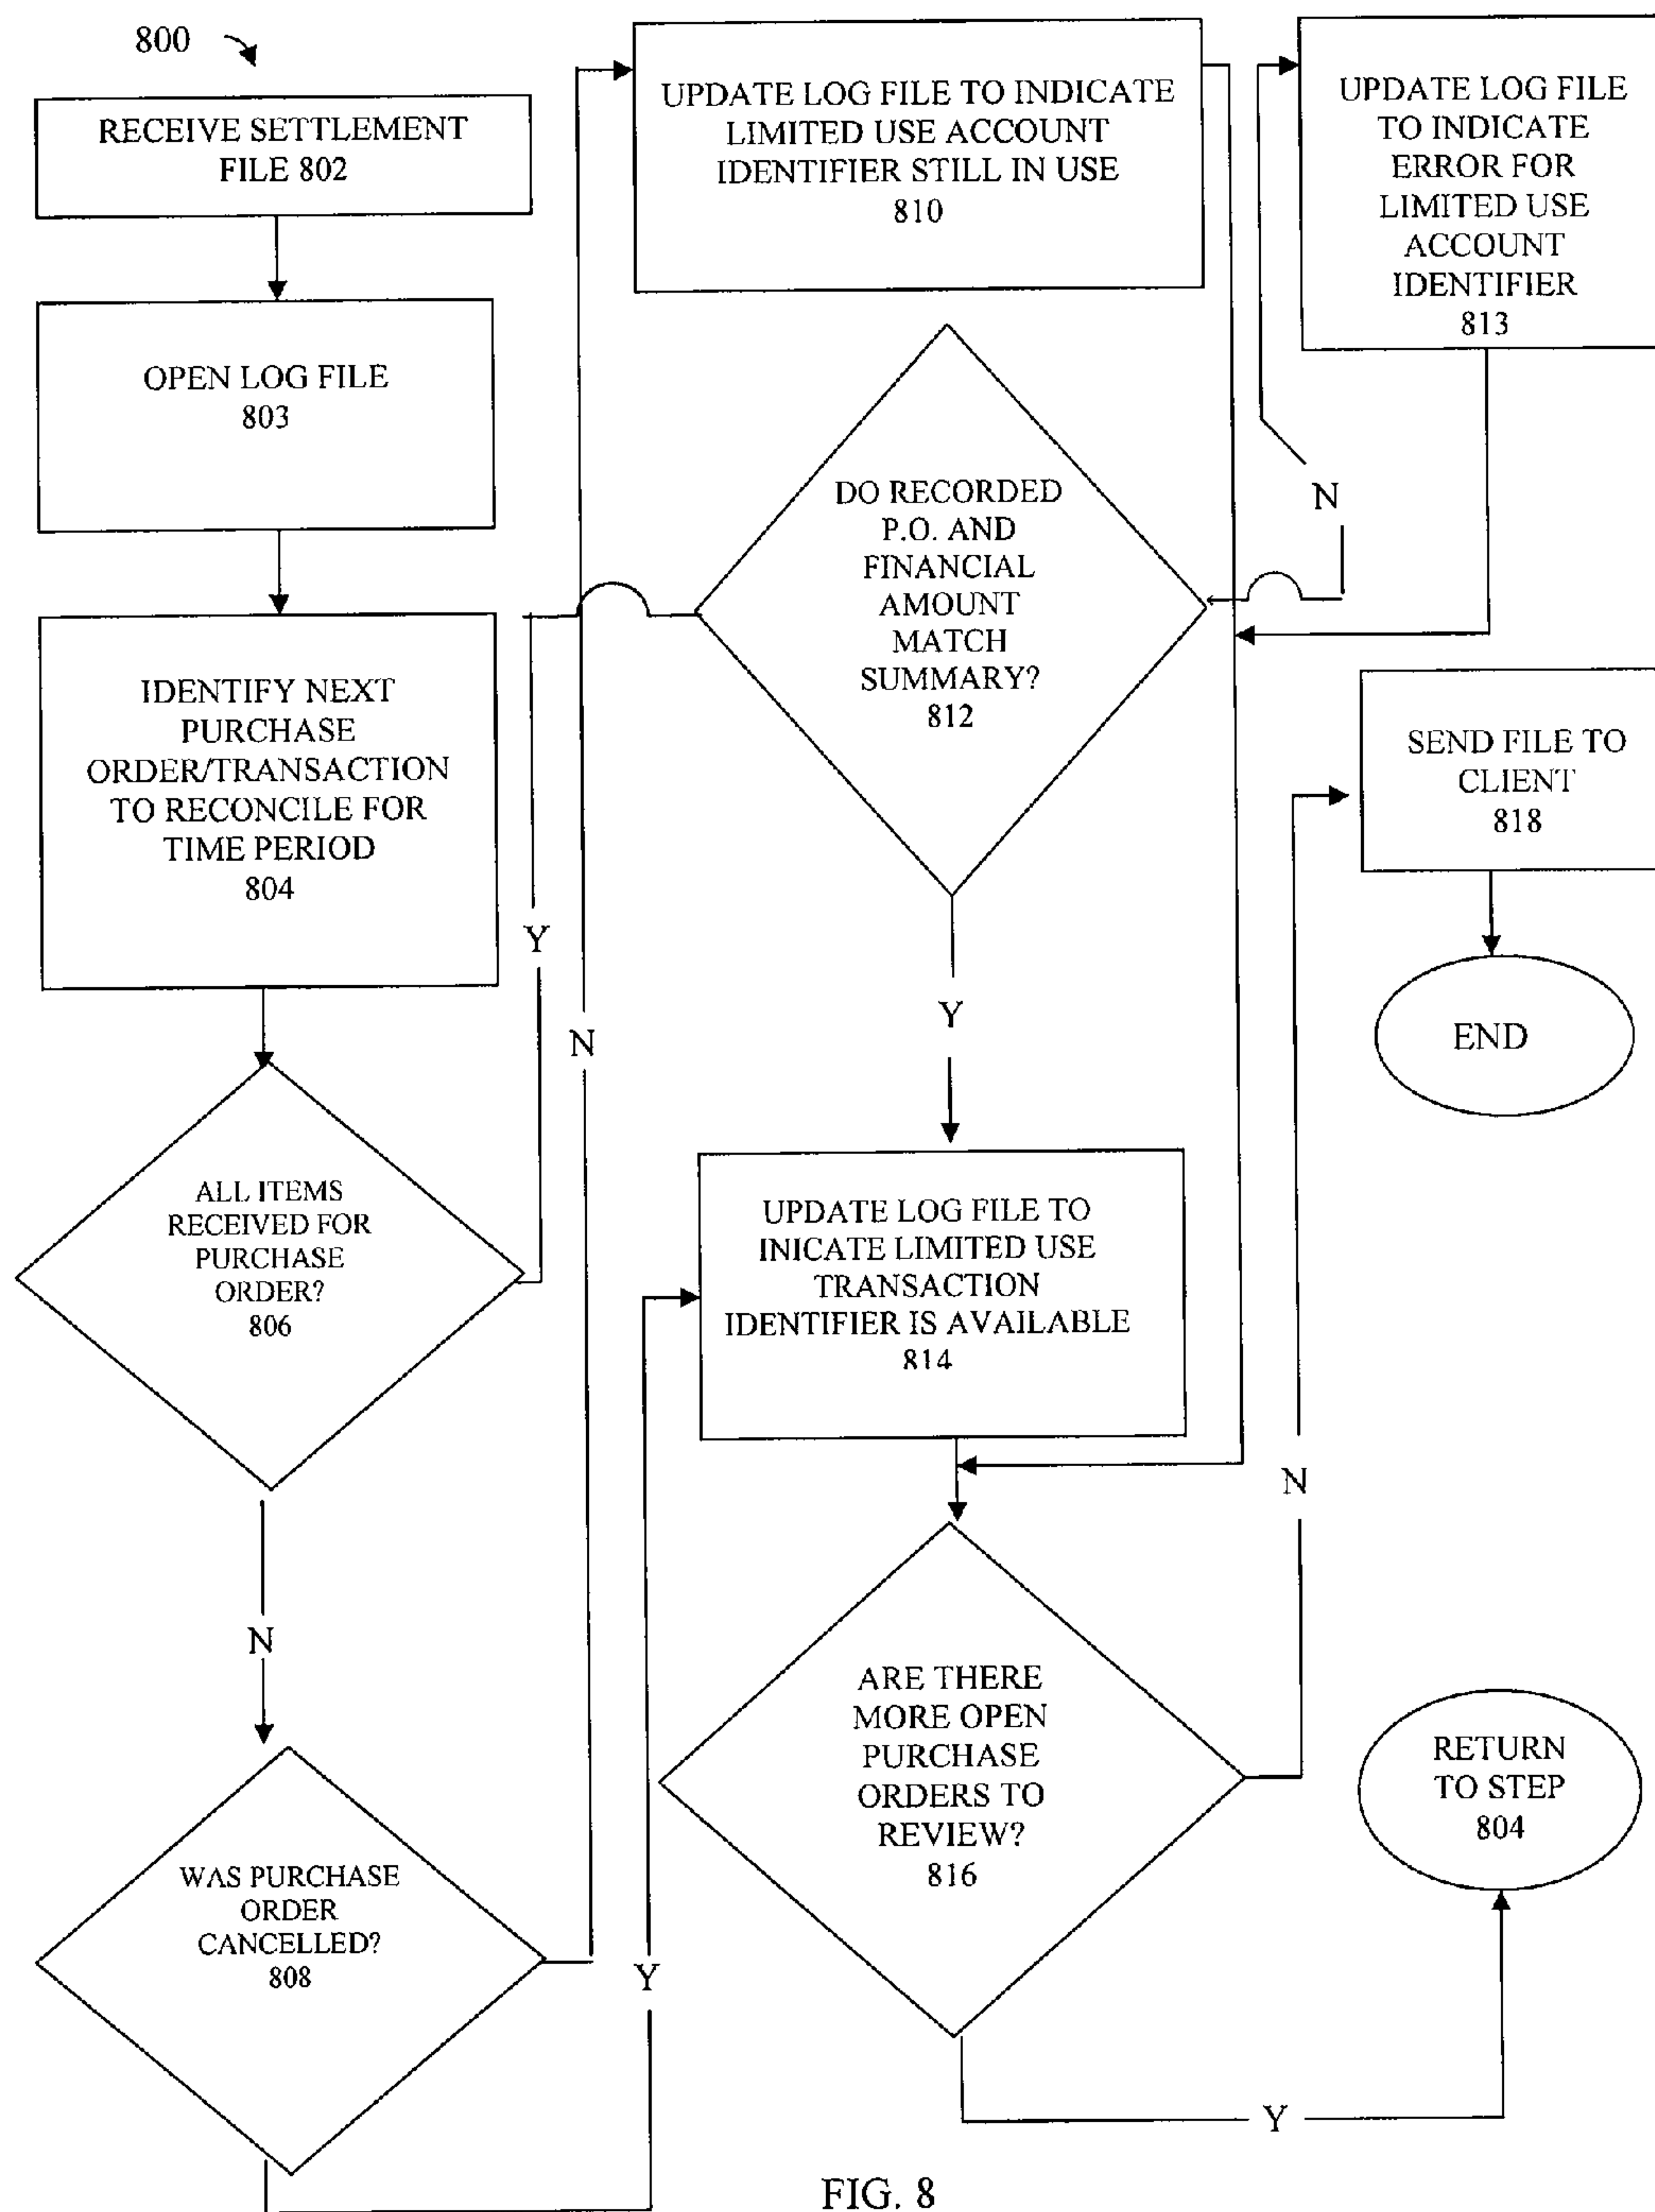 800
RECEIVE SETTLEMENT
FILE 802
OPEN LOG FILE
803
IDENTIFY NEXT
PURCHASE
ORDER/TRANSACTION
TO RECONCILE FOR
TIME PERIOD
804
Y
ALL ITEMS
RECEIVED FOR
PURCHASE
ORDER?
806
N
WAS PURCHASE
ORDER
CANCELLED?
808
N
Y
UPDATE LOG FILE TO INDICATE
LIMITED USE ACCOUNT
IDENTIFIER STILL IN USE
810
DO RECORDED
P.O. AND
FINANCIAL
AMOUNT
MATCH
SUMMARY?
812
N
Y
UPDATE LOG FILE
TO INDICATE
ERROR FOR
LIMITED USE
ACCOUNT
IDENTIFIER
813
UPDATE LOG FILE TO
INICATE LIMITED USE
TRANSACTION
IDENTIFIER IS AVAILABLE
814
ARE THERE
MORE OPEN
PURCHASE
ORDERS TO
REVIEW?
816
N
Y
SEND FILE TO
CLIENT
818
END
RETURN
TO STEP
804
FIG. 8